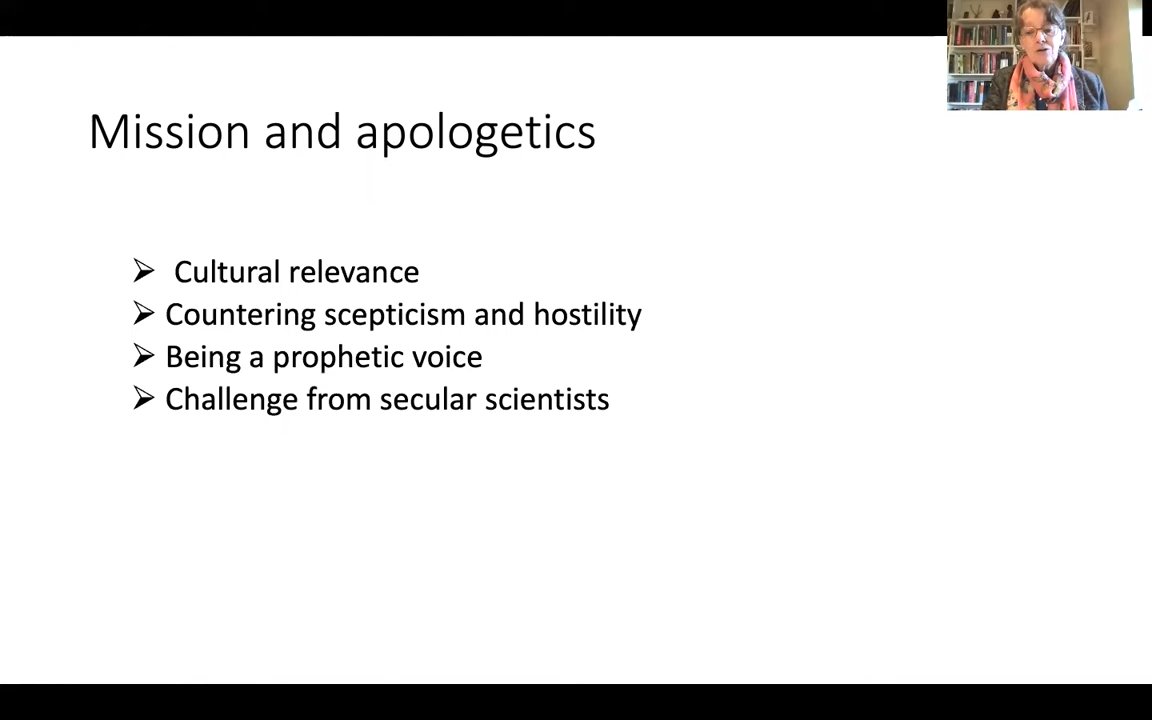 Mission and apologetics
➢ Cultural relevance
➢ Countering scepticism and hostility
➢ Being a prophetic voice
➢ Challenge from secular scientists